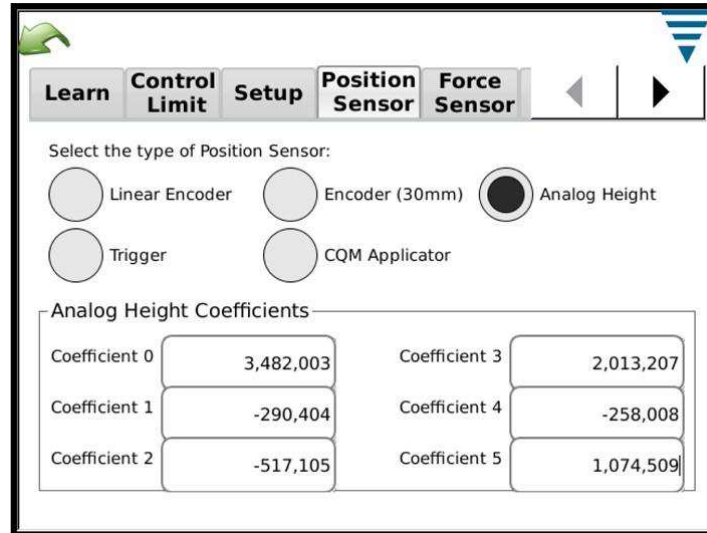 Learn Control Limit Setup Position Sensor Force Sensor
Select the type of Position Sensor:
Linear Encoder Encoder (30mm) Analog Height
Trigger CQM Applicator
Analog Height Coefficients
Coefficient 0 3,482,003 Coefficient 3 2,013,207
Coefficient 1 -290,404 Coefficient 4 -258,008
Coefficient 2 -517,105 Coefficient 5 1,074,509